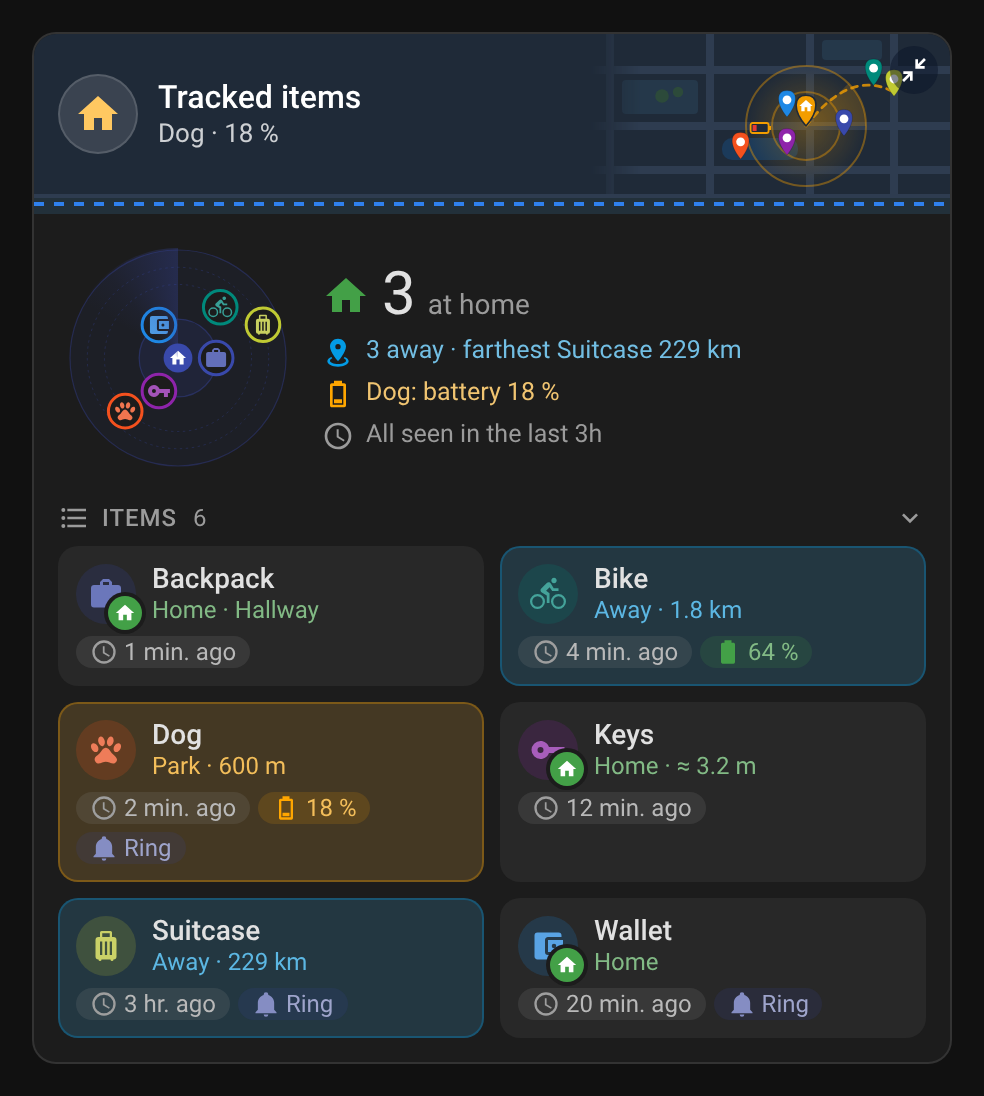 Tracked items
Dog · 18 %
3 at home
3 away · farthest Suitcase 229 km
Dog: battery 18 %
All seen in the last 3h
ITEMS 6
Backpack
Home · Hallway
1 min. ago
Bike
Away · 1.8 km
4 min. ago
64 %
Dog
Park · 600 m
2 min. ago
18 %
Ring
Keys
Home · ≈ 3.2 m
12 min. ago
Suitcase
Away · 229 km
3 hr. ago
Ring
Wallet
Home
20 min. ago
Ring